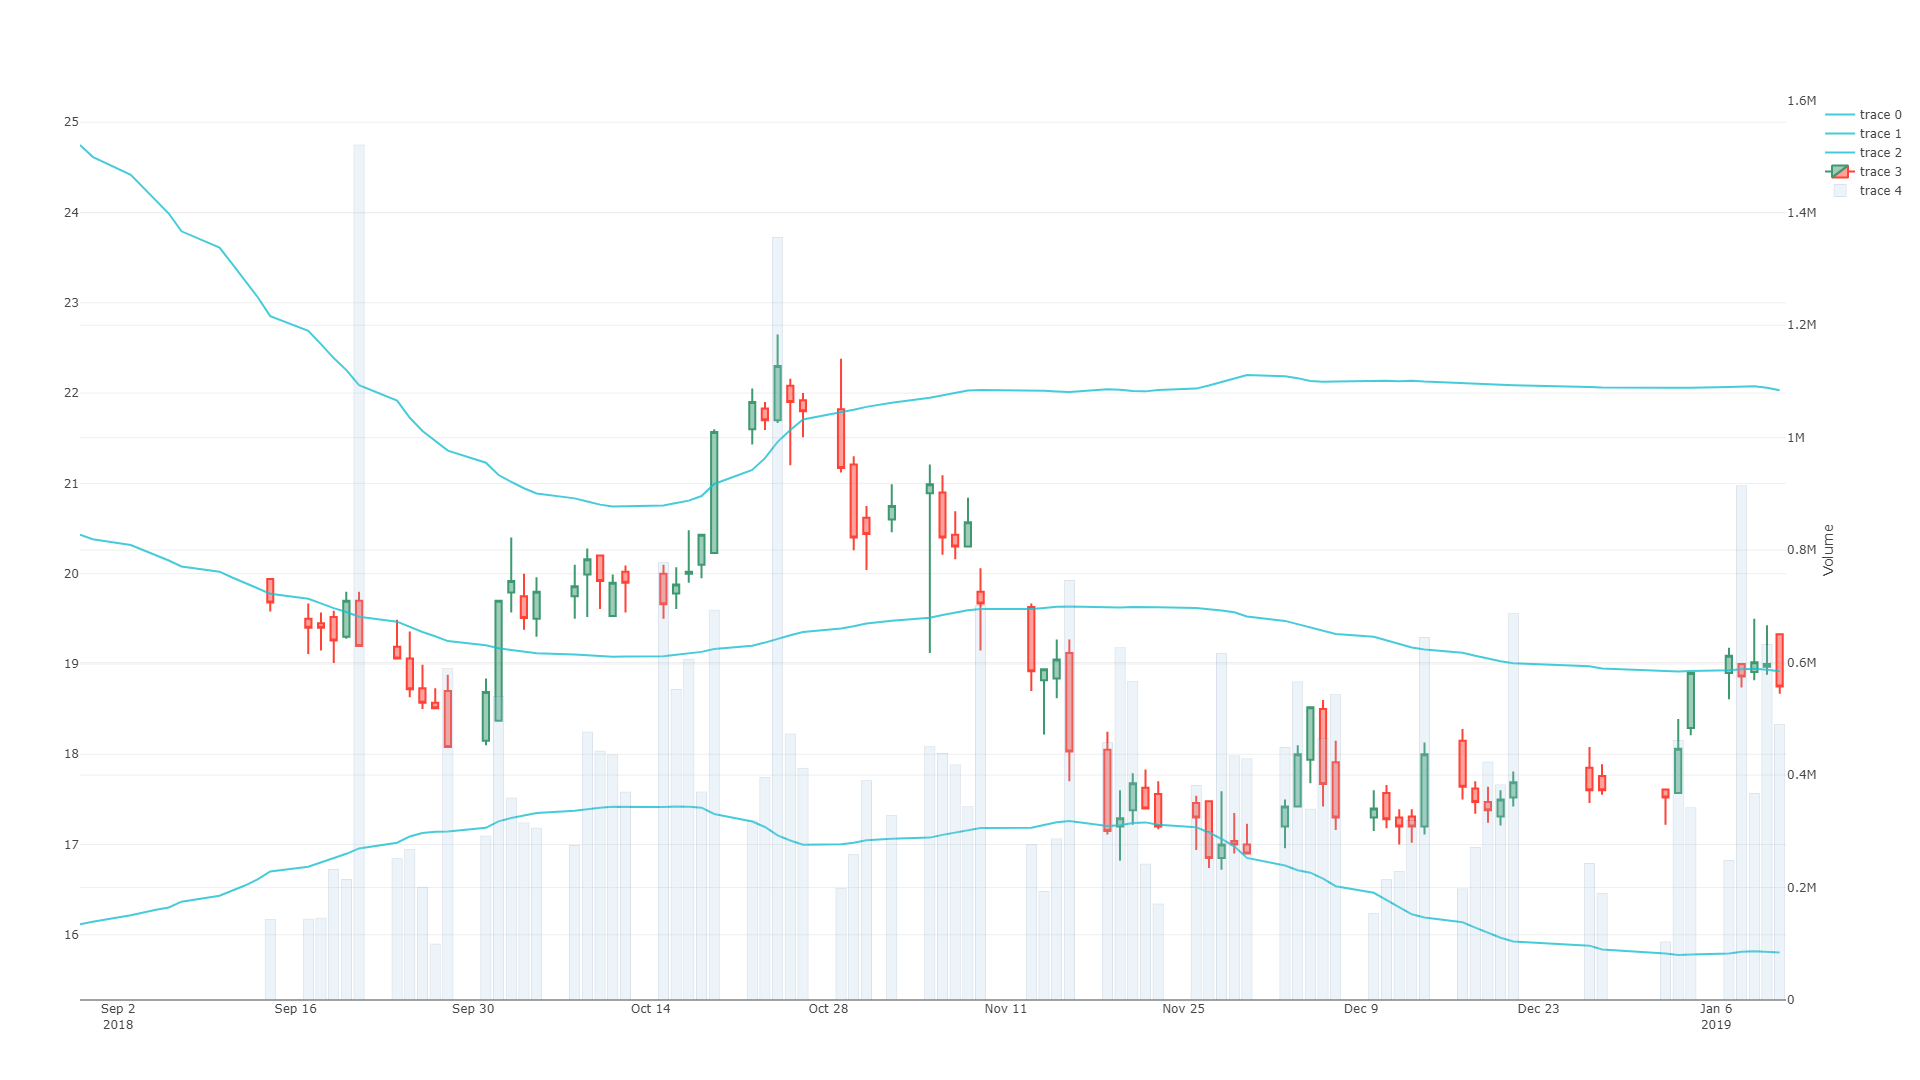 25
24
23
22
21
20
19
18
17
16
1.6M
1.4M
1.2M
1M
0.8M
0.6M
0.4M
0.2M
0
Volume
trace 0
trace 1
trace 2
trace 3
trace 4
Sep 2
2018
Sep 16
Sep 30
Oct 14
Oct 28
Nov 11
Nov 25
Dec 9
Dec 23
Jan 6
2019